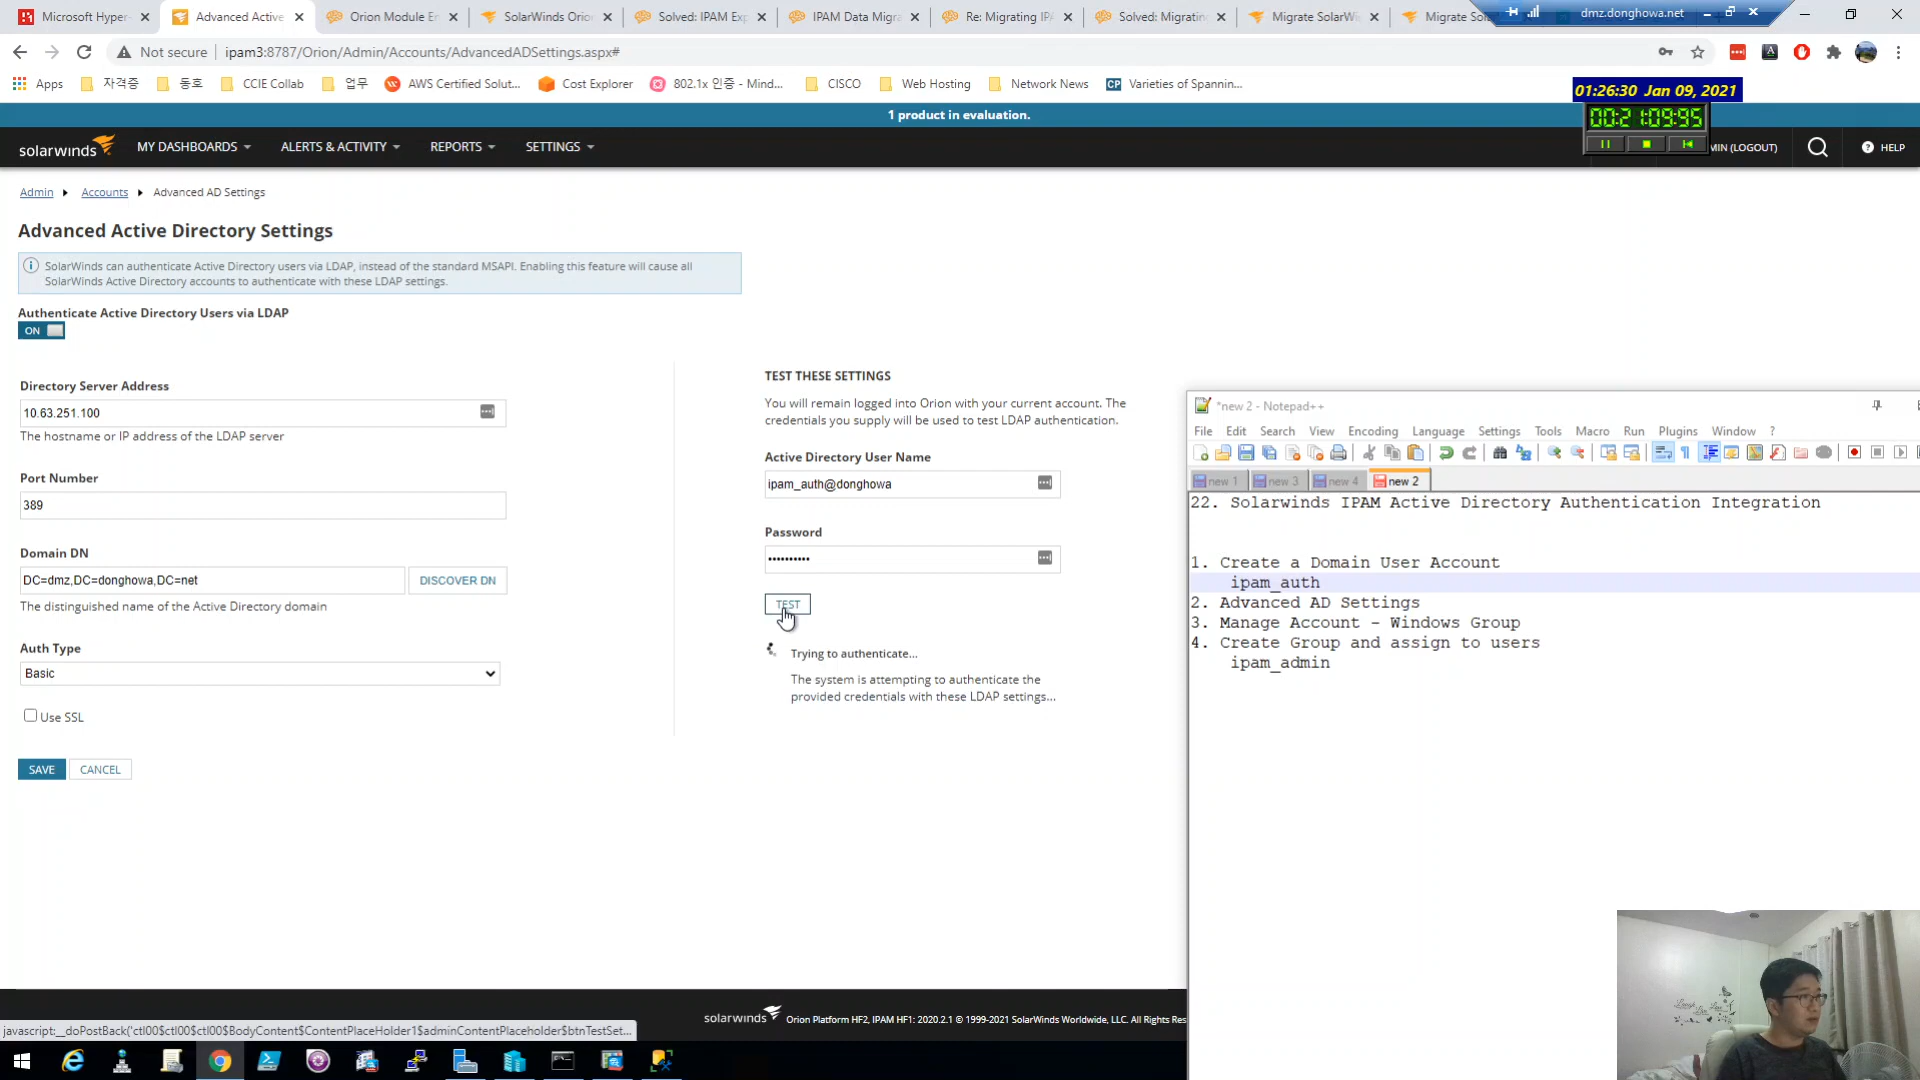 Microsoft Hyper-
Advanced Active
Orion Module En
SolarWinds Orio
Solved: IPAM Exp
IPAM Data Migra
Re: Migrating IPA
Solved: Migratin
Migrate SolarWi
Migrate So
dmz.donghowa.net
Not secure
ipam3:8787/Orion/Admin/Accounts/AdvancedADSettings.aspx#
Apps
자격증
동호
CCIE Collab
업무
AWS Certified Solut...
Cost Explorer
802.1x 인증 - Mind...
CISCO
Web Hosting
Network News
CP
Varieties of Spannin...
01:26:30 Jan 09, 2021
00:21:09:95
1 product in evaluation.
solarwinds
MY DASHBOARDS
ALERTS & ACTIVITY
REPORTS
SETTINGS
MIN (LOGOUT)
HELP
Admin
Accounts
Advanced AD Settings
Advanced Active Directory Settings
SolarWinds can authenticate Active Directory users via LDAP, instead of the standard MSAPI. Enabling this feature will cause all
SolarWinds Active Directory accounts to authenticate with these LDAP settings.
Authenticate Active Directory Users via LDAP
ON
Directory Server Address
10.63.251.100
The hostname or IP address of the LDAP server
Port Number
389
Domain DN
DC=dmz,DC=donghowa,DC=net
DISCOVER DN
The distinguished name of the Active Directory domain
Auth Type
Basic
Use SSL
SAVE
CANCEL
TEST THESE SETTINGS
You will remain logged into Orion with your current account. The
credentials you supply will be used to test LDAP authentication.
Active Directory User Name
ipam_auth@donghowa
Password
••••••••••
TEST
Trying to authenticate...
The system is attempting to authenticate the
provided credentials with these LDAP settings...
*new 2 - Notepad++
File Edit Search View Encoding Language Settings Tools Macro Run Plugins Window ?
new 1
new 3
new 4
new 2
22. Solarwinds IPAM Active Directory Authentication Integration
1. Create a Domain User Account
ipam_auth
2. Advanced AD Settings
3. Manage Account - Windows Group
4. Create Group and assign to users
ipam_admin
solarwinds
Orion Platform HF2, IPAM HF1: 2020.2.1 © 1999-2021 SolarWinds Worldwide, LLC. All Rights Res
javascript:__doPostBack('ctl00$ctl00$ctl00$BodyContent$ContentPlaceHolder1$adminContentPlaceholder$btnTestSet...